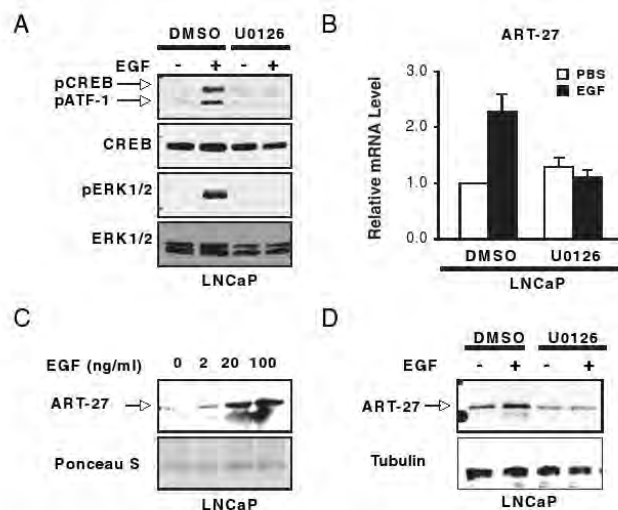 A
DMSO U0126
EGF - + - +
pCREB
pATF-1
CREB
pERK1/2
ERK1/2
LNCaP
B
ART-27
PBS
EGF
Relative mRNA Level
3.0
2.0
1.0
0.0
DMSO U0126
LNCaP
C
EGF (ng/ml) 0 2 20 100
ART-27
Ponceau S
LNCaP
D
DMSO U0126
EGF - + - +
ART-27
Tubulin
LNCaP